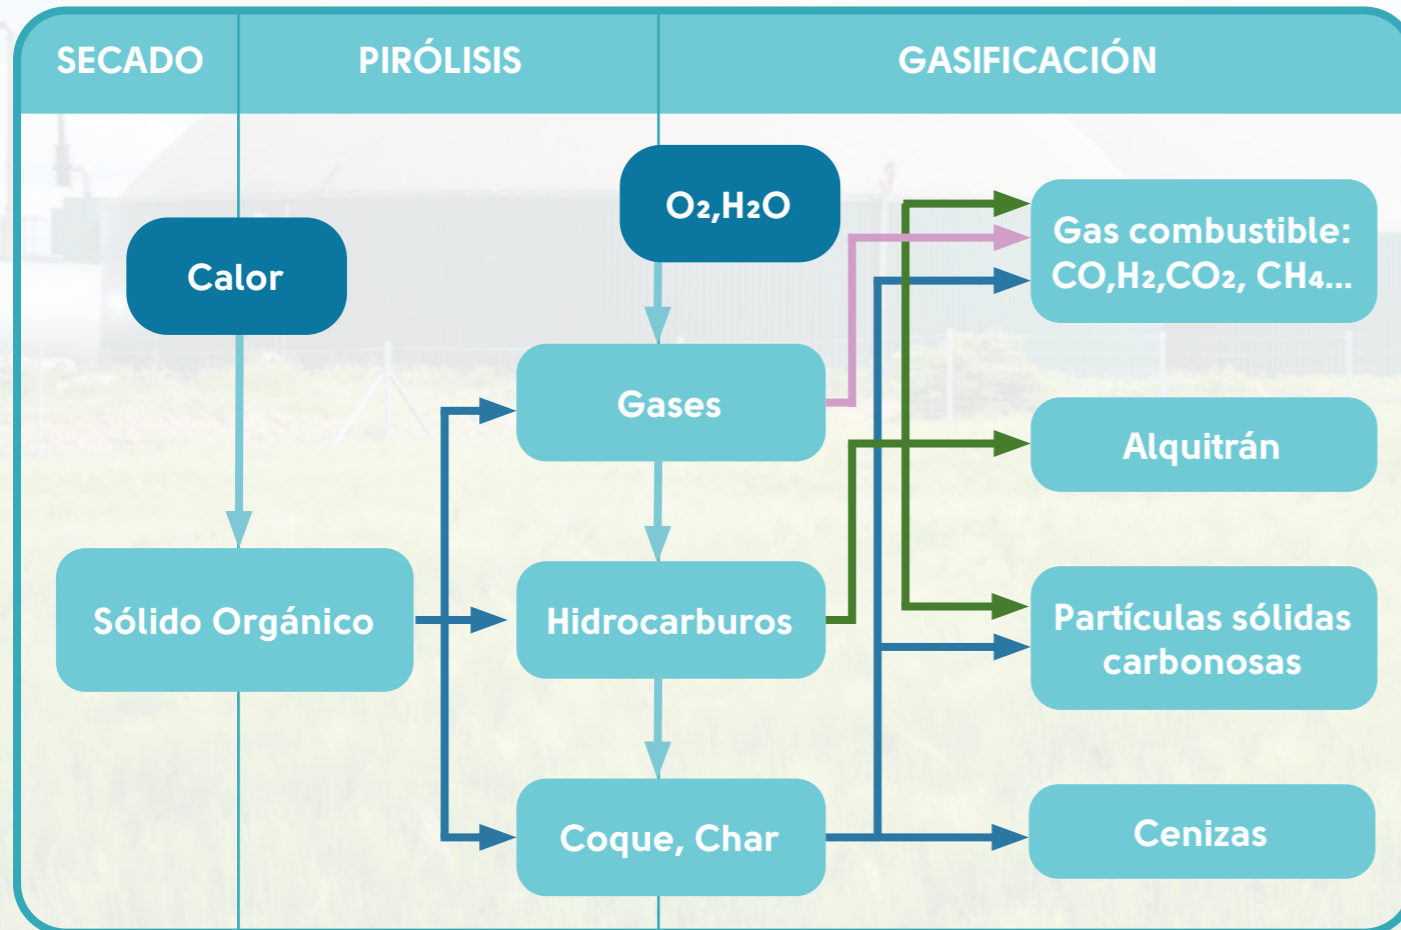 SECADO
PIRÓLISIS
GASIFICACIÓN
O₂,H₂O
Calor
Gas combustible:
CO,H₂,CO₂, CH₄...
Gases
Alquitrán
Sólido Orgánico
Hidrocarburos
Partículas sólidas
carbonosas
Coque, Char
Cenizas